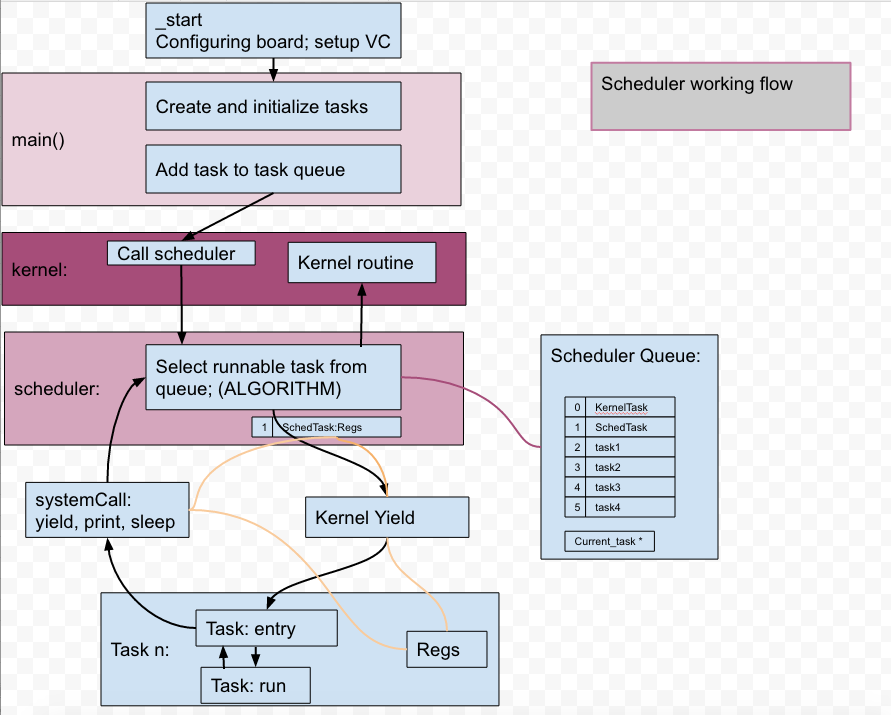 _start
Configuring board; setup VC
Scheduler working flow
Create and initialize tasks
main()
Add task to task queue
Call scheduler
Kernel routine
kernel:
Select runnable task from
queue; (ALGORITHM)
scheduler:
1 SchedTask:Regs
Scheduler Queue:
0 KernelTask
1 SchedTask
2 task1
3 task2
4 task3
5 task4
Current_task *
systemCall:
yield, print, sleep
Kernel Yield
Task n:
Task: entry
Regs
Task: run